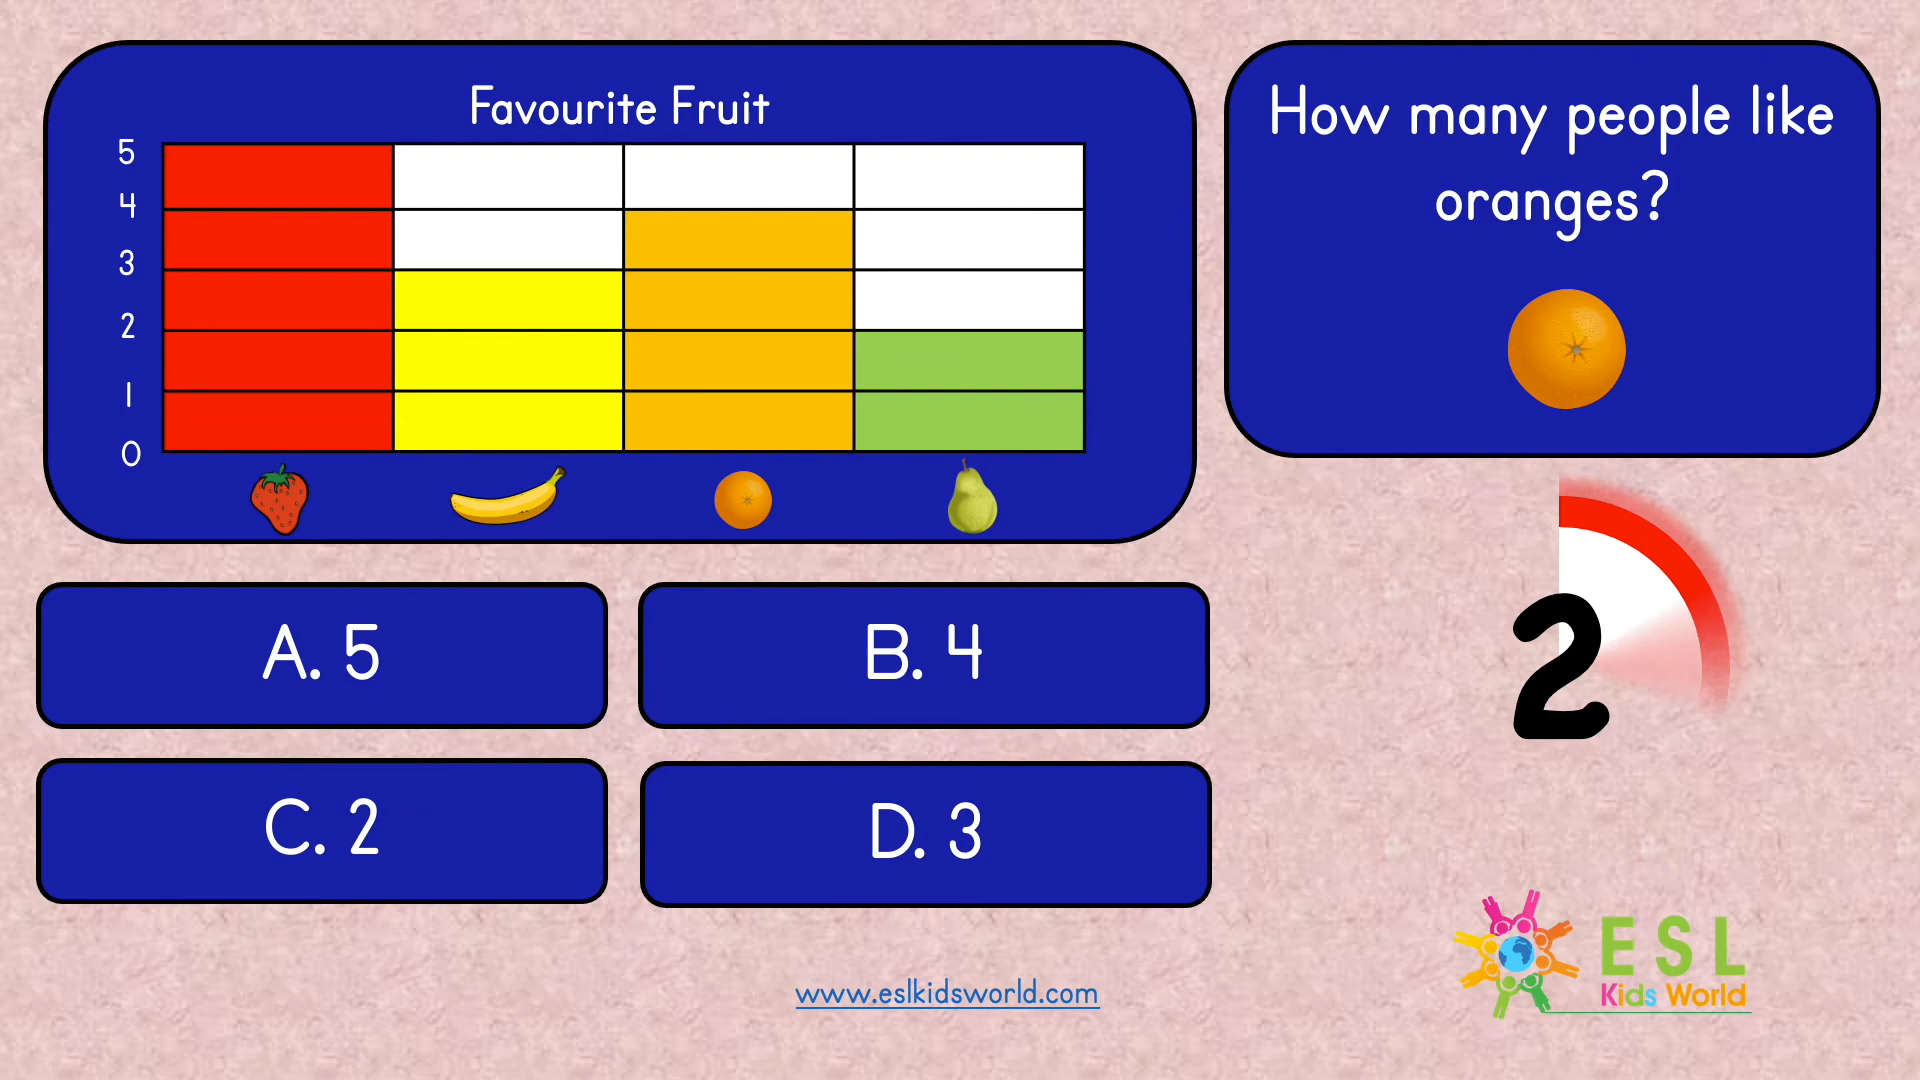 Favourite Fruit
5
4
3
2
1
0
How many people like
oranges?
2
A. 5
B. 4
C. 2
D. 3
www.eslkidsworld.com
ESL
Kids World